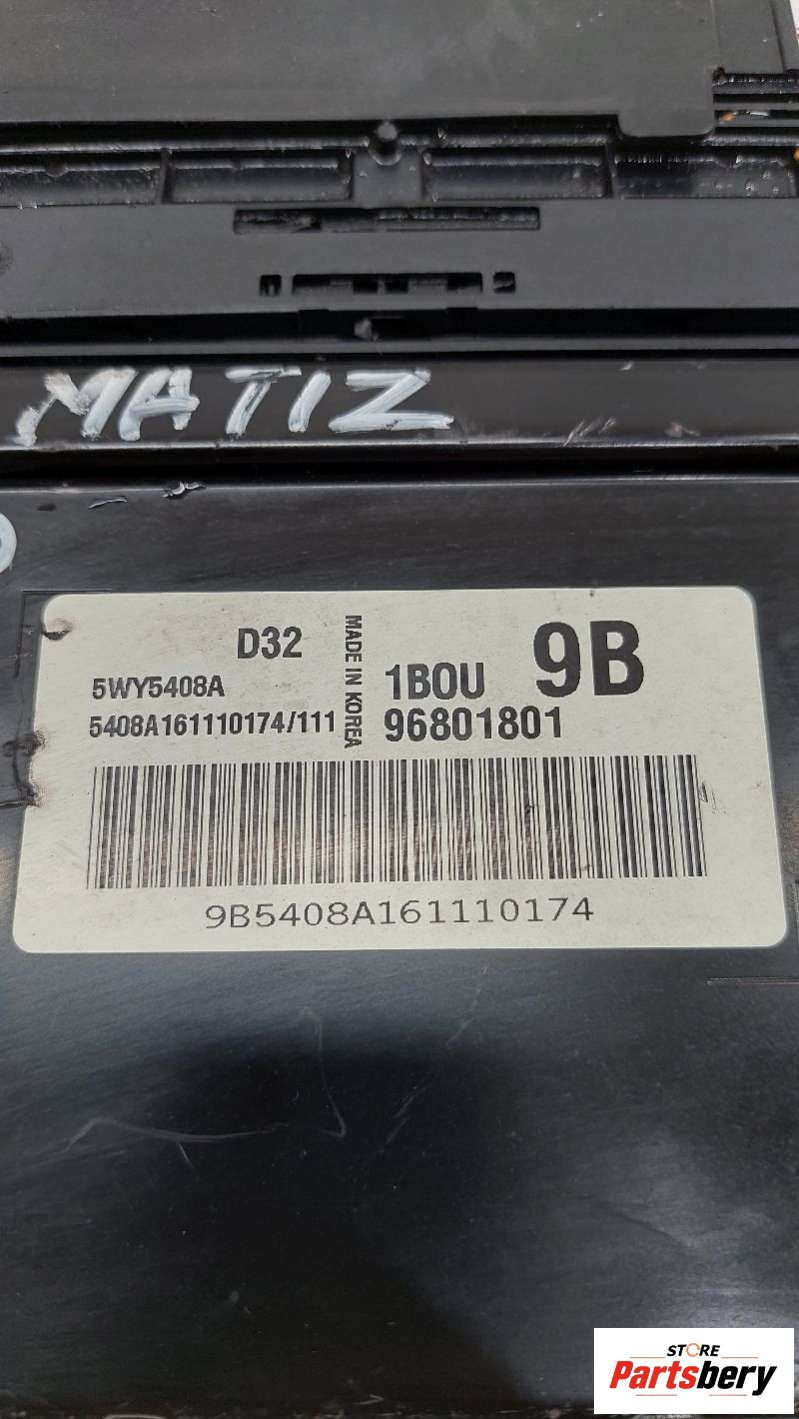 MATIZ
D32
5WY5408A
5408A161110174/111
MADE IN KOREA
1BOU
9B
96801801
9B5408A161110174
STORE
Partsbery